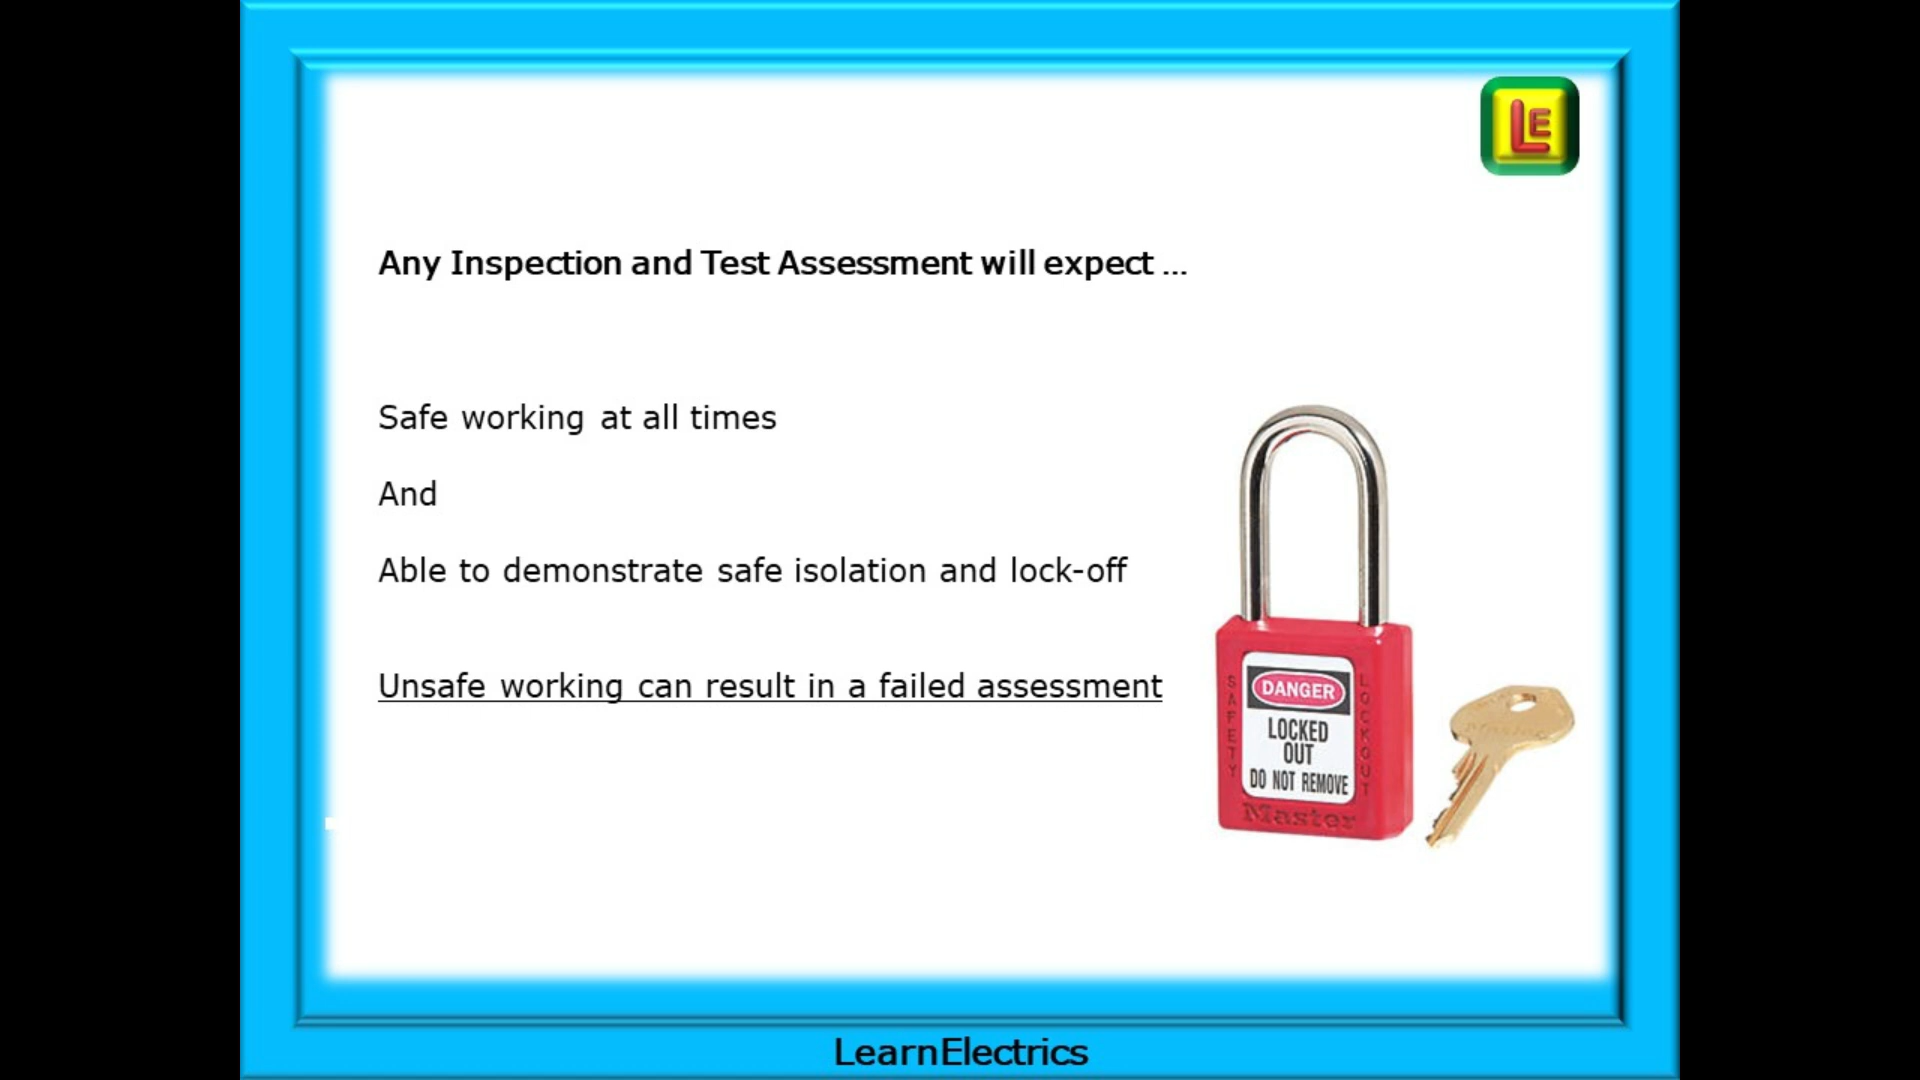 LE
Any Inspection and Test Assessment will expect ...
Safe working at all times
And
Able to demonstrate safe isolation and lock-off
Unsafe working can result in a failed assessment
SAFETY
LOCKOUT
DANGER
LOCKED
OUT
DO NOT REMOVE
Master
LearnElectrics